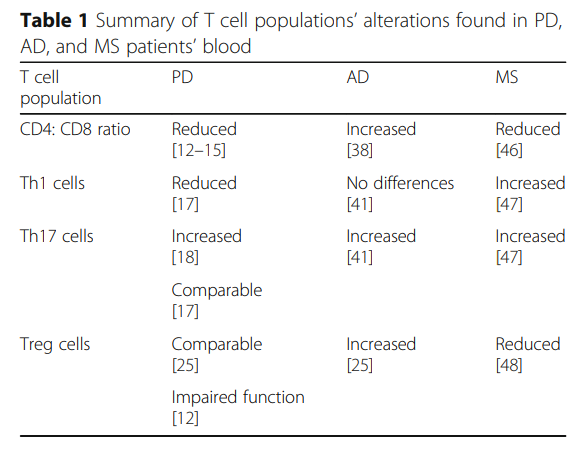 Table 1 Summary of T cell populations’ alterations found in PD,
AD, and MS patients’ blood
T cell population PD AD MS
CD4: CD8 ratio Reduced [12–15] Increased [38] Reduced [46]
Th1 cells Reduced [17] No differences [41] Increased [47]
Th17 cells Increased [18] Increased [41] Increased [47]
Comparable [17]
Treg cells Comparable [25] Increased [25] Reduced [48]
Impaired function [12]